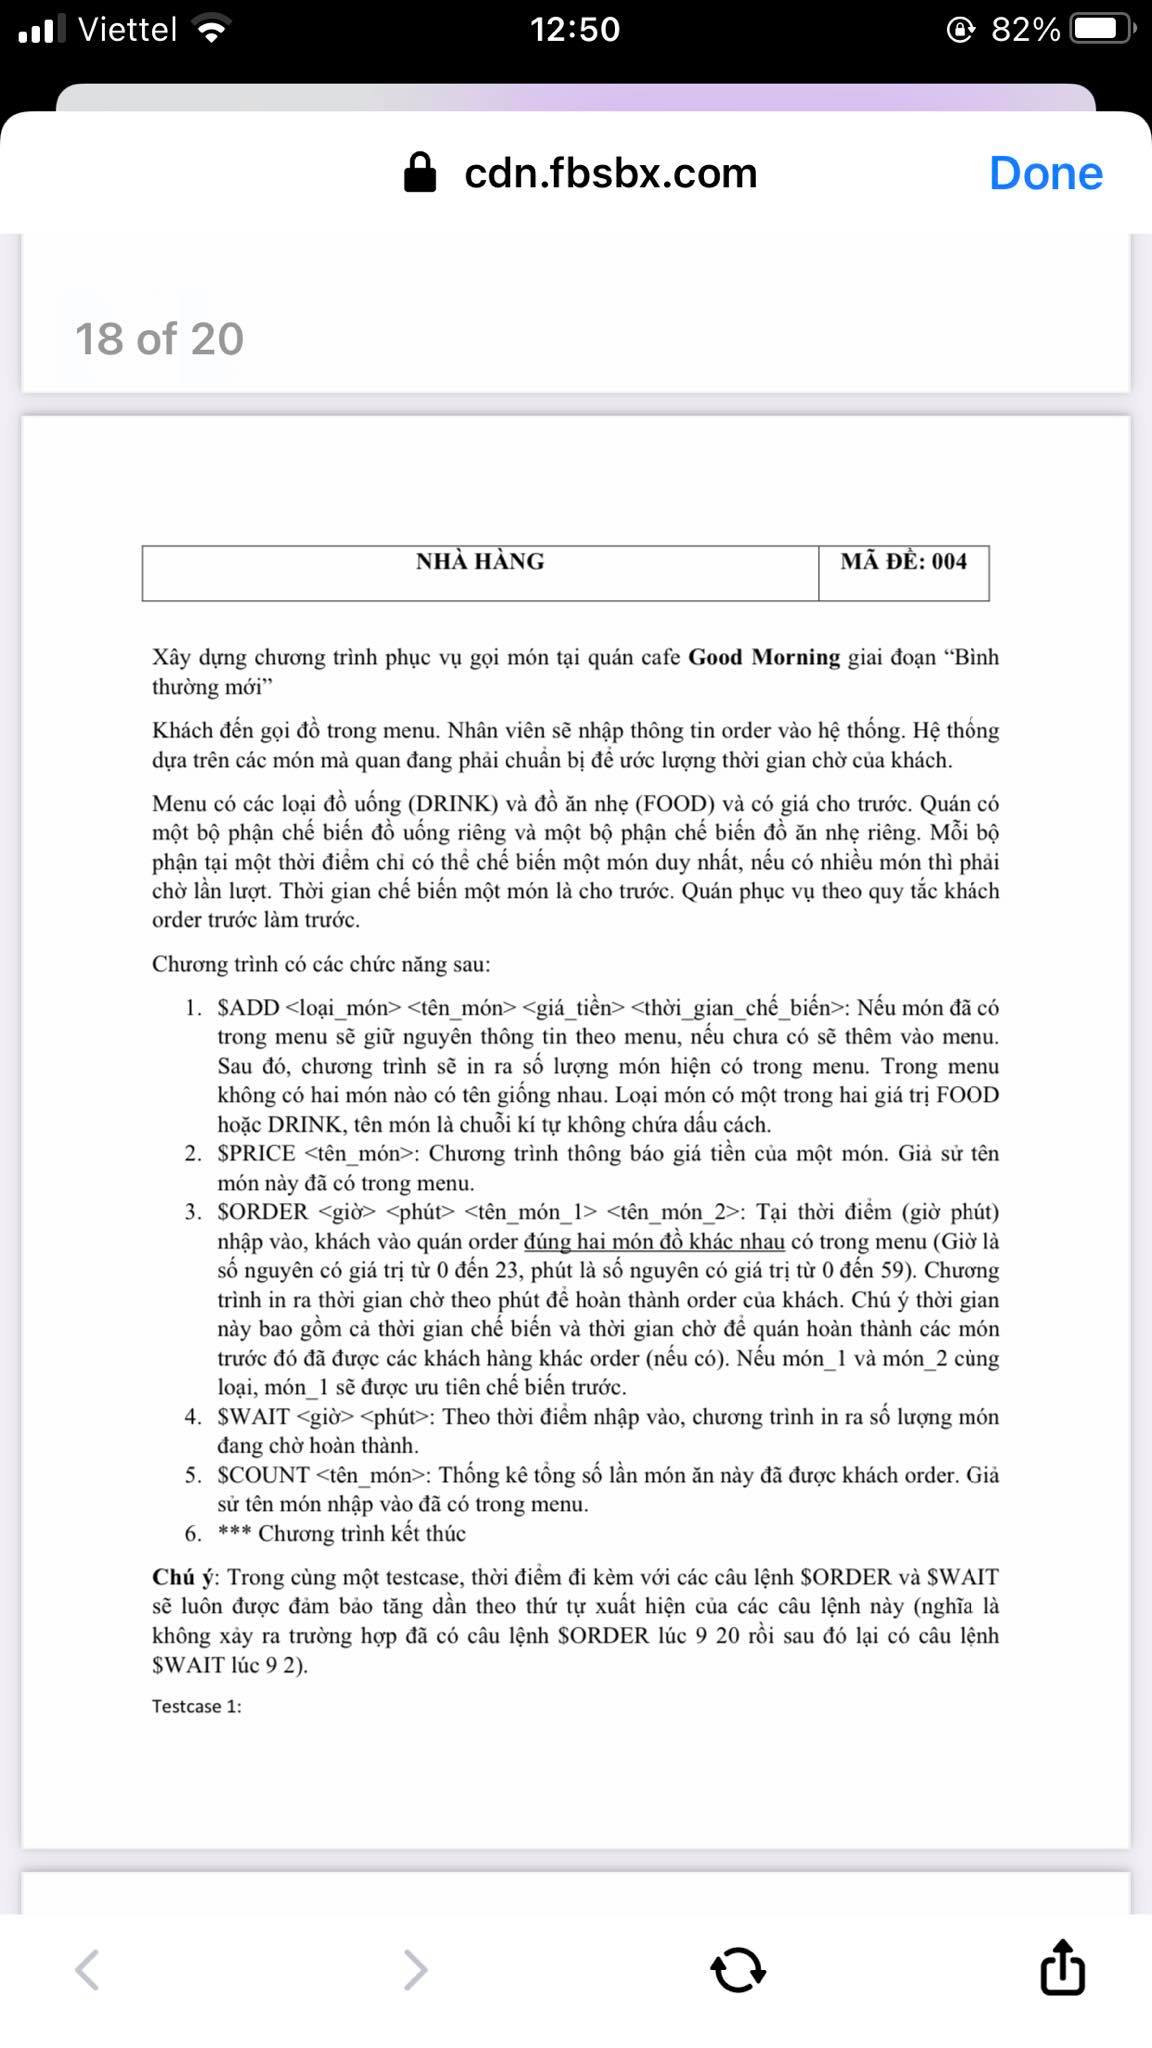 Viettel 12:50 82%
cdn.fbsbx.com Done
18 of 20
NHÀ HÀNG MÃ ĐỀ: 004
Xây dựng chương trình phục vụ gọi món tại quán cafe Good Morning giai đoạn “Bình
thường mới”
Khách đến gọi đồ trong menu. Nhân viên sẽ nhập thông tin order vào hệ thống. Hệ thống
dựa trên các món mà quan đang phải chuẩn bị để ước lượng thời gian chờ của khách.
Menu có các loại đồ uống (DRINK) và đồ ăn nhẹ (FOOD) và có giá cho trước. Quán có
một bộ phận chế biến đồ uống riêng và một bộ phận chế biến đồ ăn nhẹ riêng. Mỗi bộ
phận tại một thời điểm chỉ có thể chế biến một món duy nhất, nếu có nhiều món thì phải
chờ lần lượt. Thời gian chế biến một món là cho trước. Quán phục vụ theo quy tắc khách
order trước làm trước.
Chương trình có các chức năng sau:
1. $ADD <loại_món> <tên_món> <giá_tiền> <thời_gian_chế_biến>: Nếu món đã có
trong menu sẽ giữ nguyên thông tin theo menu, nếu chưa có sẽ thêm vào menu.
Sau đó, chương trình sẽ in ra số lượng món hiện có trong menu. Trong menu
không có hai món nào có tên giống nhau. Loại món có một trong hai giá trị FOOD
hoặc DRINK, tên món là chuỗi kí tự không chứa dấu cách.
2. $PRICE <tên_món>: Chương trình thông báo giá tiền của một món. Giả sử tên
món này đã có trong menu.
3. $ORDER <giờ> <phút> <tên_món_1> <tên_món_2>: Tại thời điểm (giờ phút)
nhập vào, khách vào quán order đúng hai món đồ khác nhau có trong menu (Giờ là
số nguyên có giá trị từ 0 đến 23, phút là số nguyên có giá trị từ 0 đến 59). Chương
trình in ra thời gian chờ theo phút để hoàn thành order của khách. Chú ý thời gian
này bao gồm cả thời gian chế biến và thời gian chờ để quán hoàn thành các món
trước đó đã được các khách hàng khác order (nếu có). Nếu món_1 và món_2 cùng
loại, món_1 sẽ được ưu tiên chế biến trước.
4. $WAIT <giờ> <phút>: Theo thời điểm nhập vào, chương trình in ra số lượng món
đang chờ hoàn thành.
5. $COUNT <tên_món>: Thống kê tổng số lần món ăn này đã được khách order. Giả
sử tên món nhập vào đã có trong menu.
6. *** Chương trình kết thúc
Chú ý: Trong cùng một testcase, thời điểm đi kèm với các câu lệnh $ORDER và $WAIT
sẽ luôn được đảm bảo tăng dần theo thứ tự xuất hiện của các câu lệnh này (nghĩa là
không xảy ra trường hợp đã có câu lệnh $ORDER lúc 9 20 rồi sau đó lại có câu lệnh
$WAIT lúc 9 2).
Testcase 1: